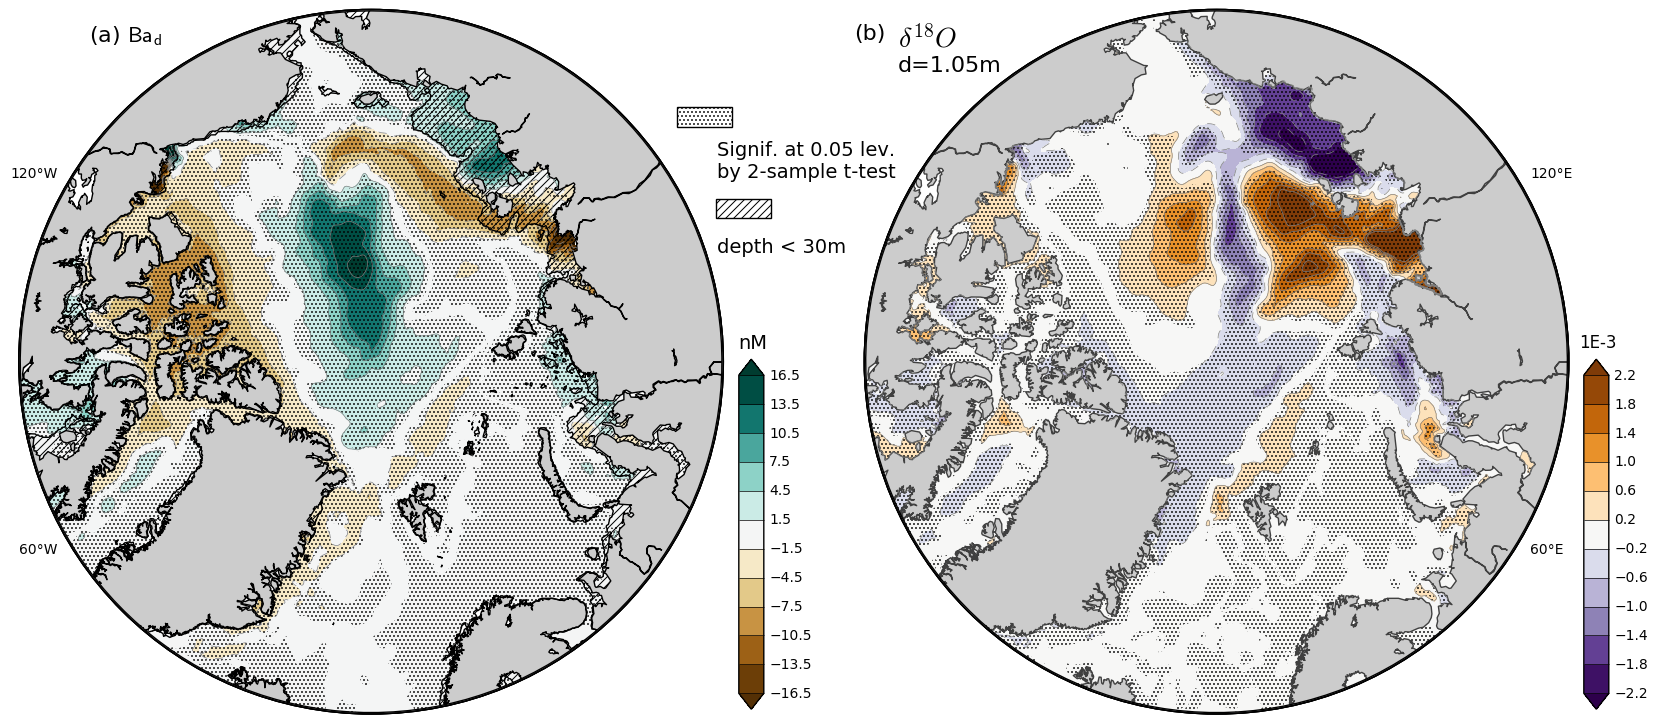 (a) Ba_d
(b) δ^18O
d=1.05m
Signif. at 0.05 lev.
by 2-sample t-test
depth < 30m
120°W
60°W
120°E
60°E
nM
16.5
13.5
10.5
7.5
4.5
1.5
−1.5
−4.5
−7.5
−10.5
−13.5
−16.5
1E-3
2.2
1.8
1.4
1.0
0.6
0.2
−0.2
−0.6
−1.0
−1.4
−1.8
−2.2